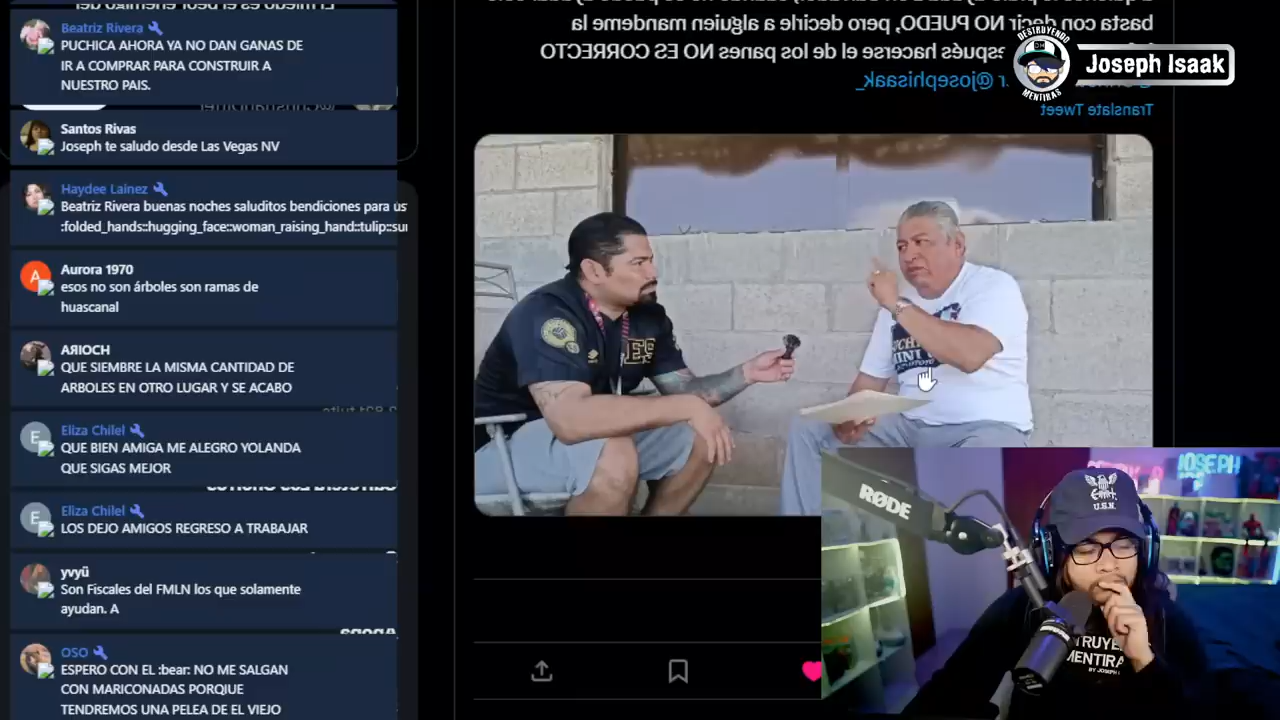 Beatriz Rivera
PUCHICA AHORA YA NO DAN GANAS DE
IR A COMPRAR PARA CONSTRUIR A
NUESTRO PAIS.
Santos Rivas
Joseph te saludo desde Las Vegas NV
Haydee Lainez
Beatriz Rivera buenas noches saluditos bendiciones para us
:folded_hands::hugging_face::woman_raising_hand::tulip::sur
Aurora 1970
esos no son árboles son ramas de
huascanal
AЯIOCH
QUE SIEMBRE LA MISMA CANTIDAD DE
ARBOLES EN OTRO LUGAR Y SE ACABO
Eliza Chilel
QUE BIEN AMIGA ME ALEGRO YOLANDA
QUE SIGAS MEJOR
Eliza Chilel
LOS DEJO AMIGOS REGRESO A TRABAJAR
yvyü
Son Fiscales del FMLN los que solamente
ayudan. A
OSO
ESPERO CON EL :bear: NO ME SALGAN
CON MARICONADAS PORQUE
TENDREMOS UNA PELEA DE EL VIEJO
basta con decir NO PUEDO, pero decirle a alguien mandeme la
después hacerse el de los panes NO ES CORRECTO
@josephisaak_
Translate Tweet
DESTRUYENDO
MENTIRAS
Joseph Isaak
ES
RØDE
JOSEPH
U.S.N.
TRUYE
MENTIRA